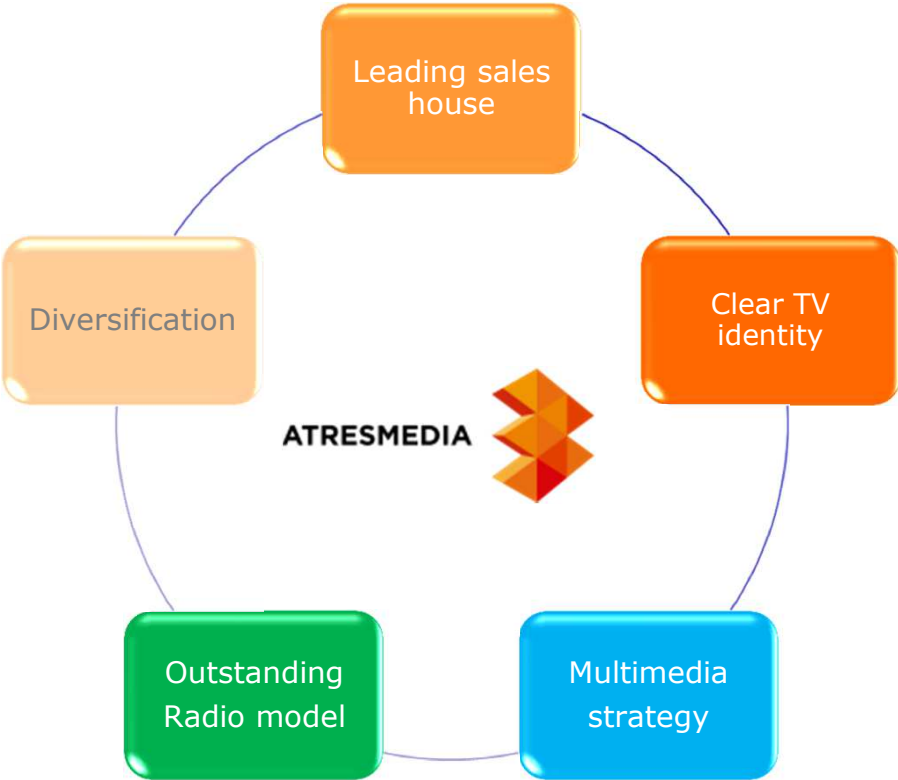 Leading sales
house
Clear TV
identity
Diversification
ATRESMEDIA
Outstanding
Radio model
Multimedia
strategy